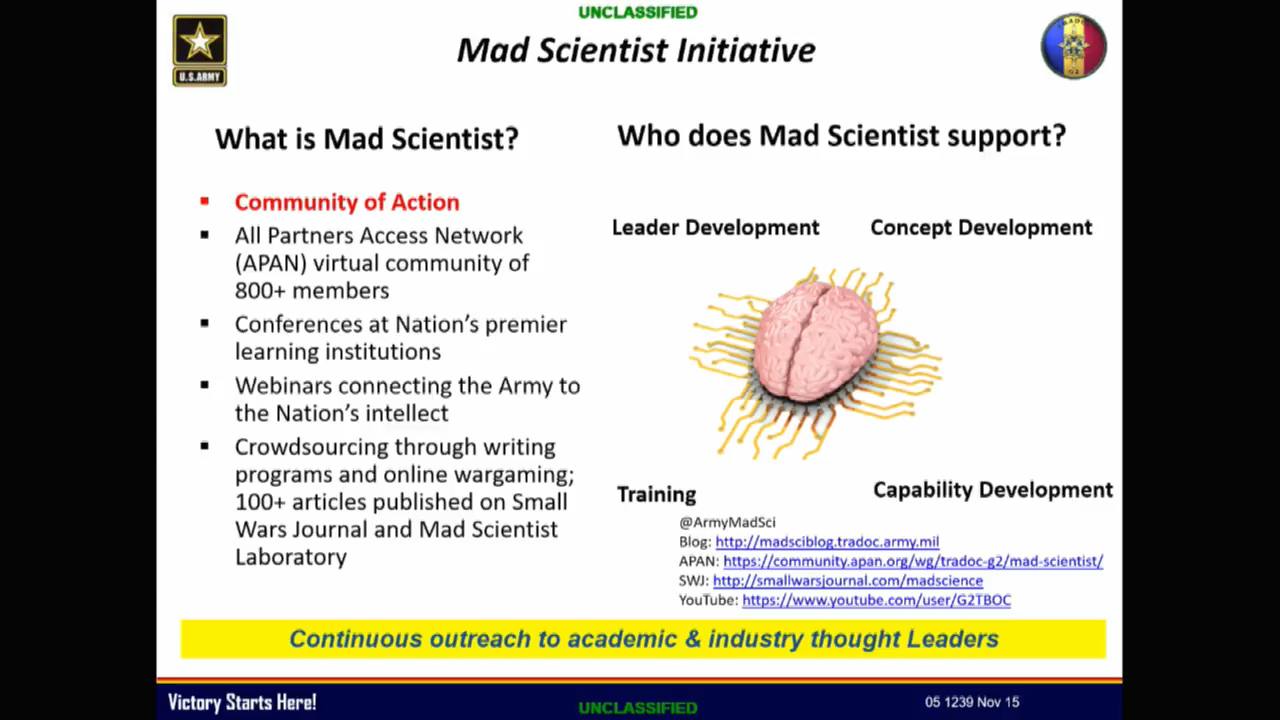 UNCLASSIFIED
Mad Scientist Initiative
U.S.ARMY
What is Mad Scientist?
▪ Community of Action
▪ All Partners Access Network
(APAN) virtual community of
800+ members
▪ Conferences at Nation's premier
learning institutions
▪ Webinars connecting the Army to
the Nation's intellect
▪ Crowdsourcing through writing
programs and online wargaming;
100+ articles published on Small
Wars Journal and Mad Scientist
Laboratory
Who does Mad Scientist support?
Leader Development
Concept Development
Training
Capability Development
@ArmyMadSci
Blog: http://madsciblog.tradoc.army.mil
APAN: https://community.apan.org/wg/tradoc-g2/mad-scientist/
SWJ: http://smallwarsjournal.com/madscience
YouTube: https://www.youtube.com/user/G2TBOC
Continuous outreach to academic & industry thought Leaders
Victory Starts Here!
UNCLASSIFIED
05 1239 Nov 15